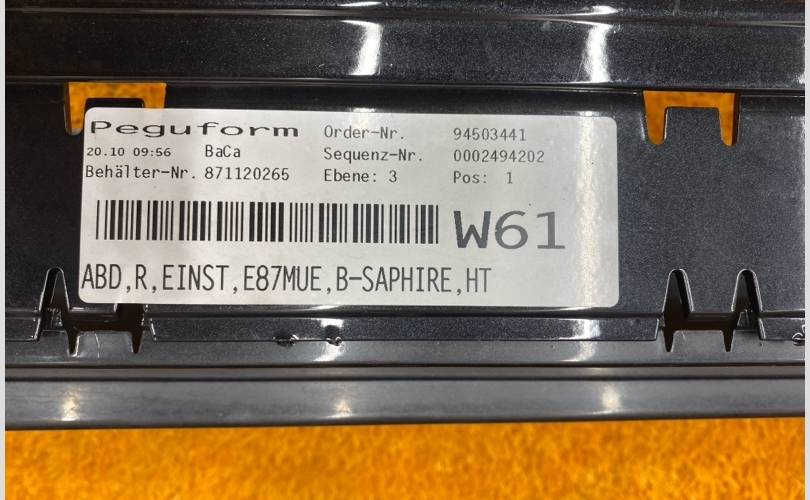 Peguform Order-Nr. 94503441
20.10 09:56 BaCa Sequenz-Nr. 0002494202
Behälter-Nr. 871120265 Ebene: 3 Pos: 1
W61
ABD,R,EINST,E87MUE,B-SAPHIRE,HT